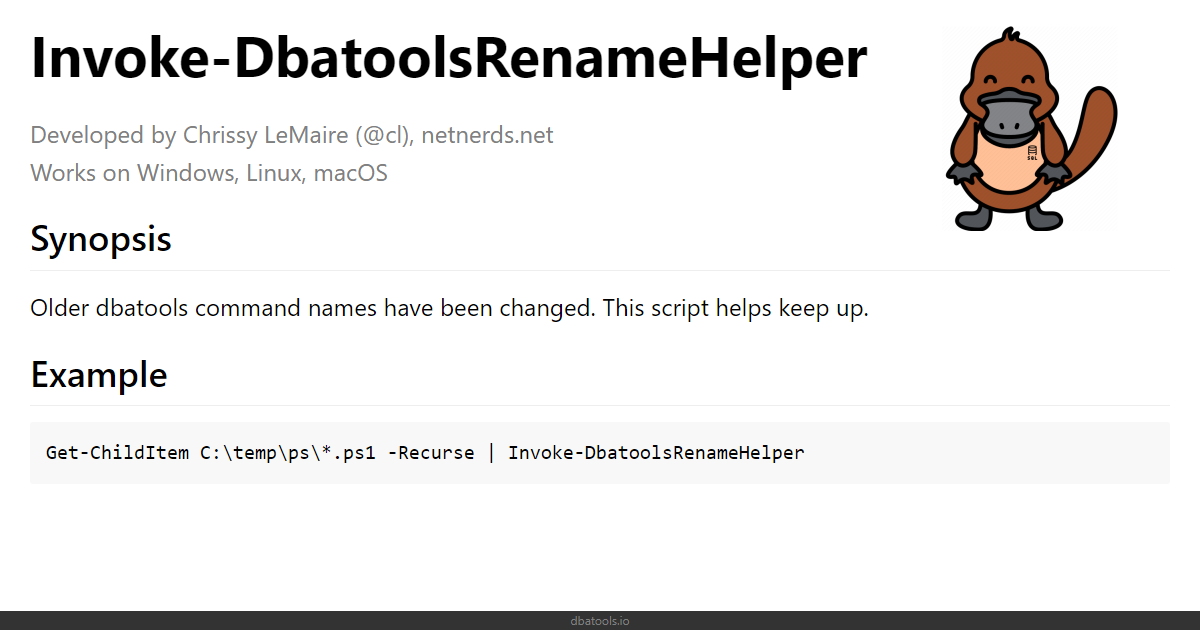 Invoke-DbatoolsRenameHelper
Developed by Chrissy LeMaire (@cl), netnerds.net
Works on Windows, Linux, macOS
SQL
Synopsis
Older dbatools command names have been changed. This script helps keep up.
Example
Get-ChildItem C:\temp\ps\*.ps1 -Recurse | Invoke-DbatoolsRenameHelper
dbatools.io